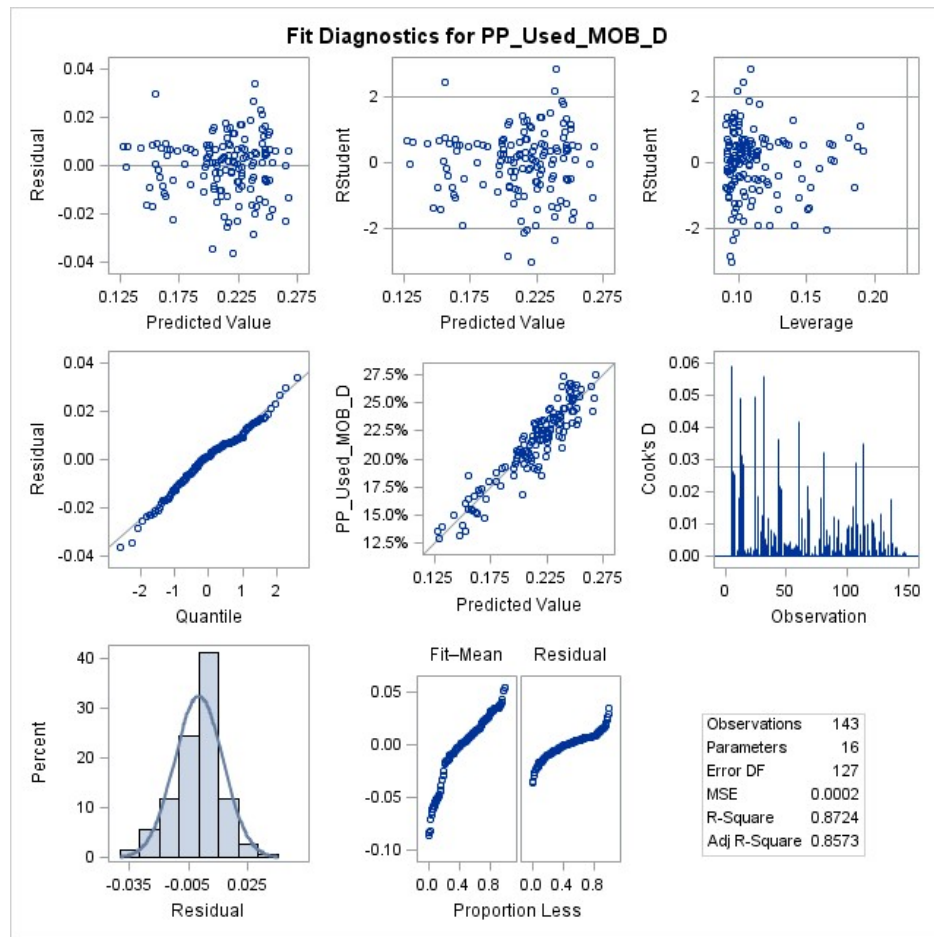 Fit Diagnostics for PP_Used_MOB_D
Residual
0.04
0.02
0.00
-0.02
-0.04
0.125 0.175 0.225 0.275
Predicted Value
RStudent
2
0
-2
0.125 0.175 0.225 0.275
Predicted Value
RStudent
2
0
-2
0.10 0.15 0.20
Leverage
Residual
0.04
0.02
0.00
-0.02
-0.04
-2 -1 0 1 2
Quantile
PP_Used_MOB_D
27.5%
25.0%
22.5%
20.0%
17.5%
15.0%
12.5%
0.125 0.175 0.225 0.275
Predicted Value
Cook's D
0.06
0.05
0.04
0.03
0.02
0.01
0.00
0 50 100 150
Observation
Percent
40
30
20
10
0
-0.035 -0.005 0.025
Residual
Fit–Mean Residual
0.05
0.00
-0.05
-0.10
0.0 0.4 0.8 0.0 0.4 0.8
Proportion Less
Observations 143
Parameters 16
Error DF 127
MSE 0.0002
R-Square 0.8724
Adj R-Square 0.8573